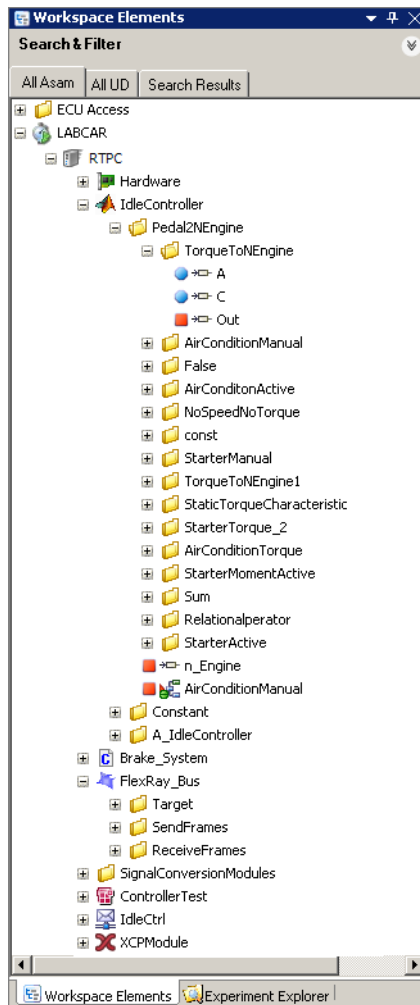 Workspace Elements
Search & Filter
All Asam All UD Search Results
ECU Access
LABCAR
RTPC
Hardware
IdleController
Pedal2NEngine
TorqueToNEngine
A
C
Out
AirConditionManual
False
AirConditonActive
NoSpeedNoTorque
const
StarterManual
TorqueToNEngine1
StaticTorqueCharacteristic
StarterTorque_2
AirConditionTorque
StarterMomentActive
Sum
Relationalperator
StarterActive
n_Engine
AirConditionManual
Constant
A_IdleController
C Brake_System
FlexRay_Bus
Target
SendFrames
ReceiveFrames
SignalConversionModules
ControllerTest
IdleCtrl
XCPModule
Workspace Elements Experiment Explorer